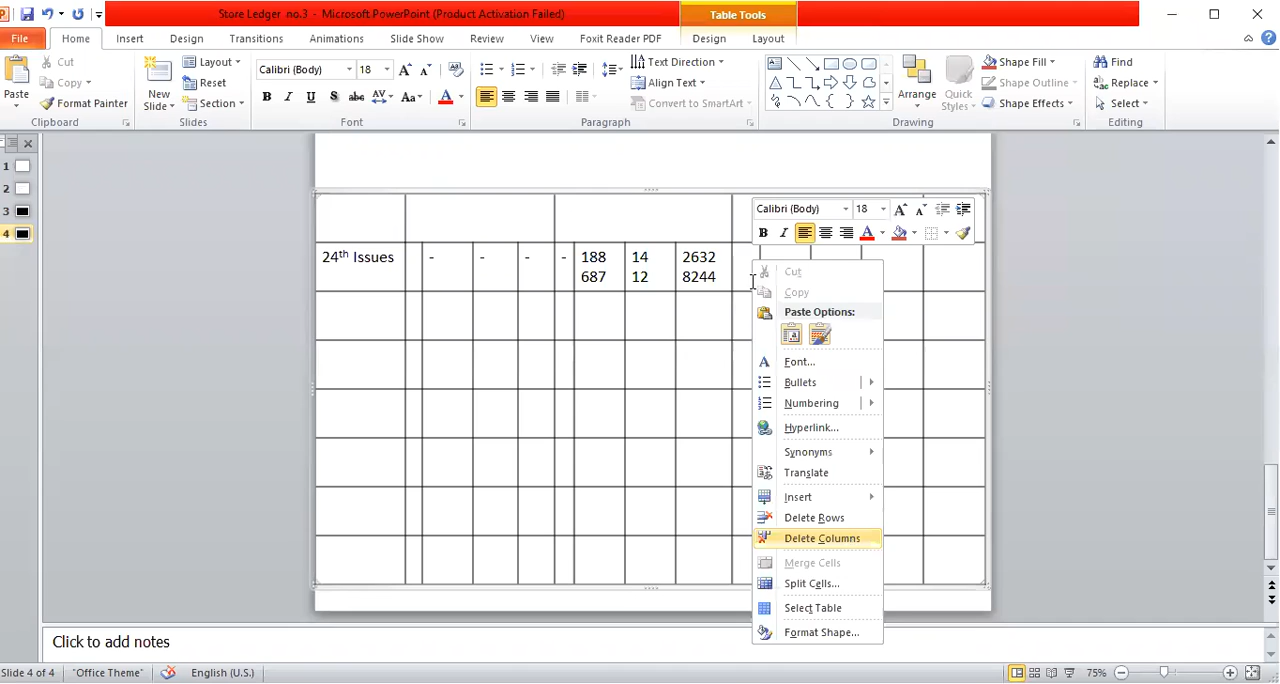 Store Ledger no.3 - Microsoft PowerPoint (Product Activation Failed)
Table Tools
File Home Insert Design Transitions Animations Slide Show Review View Foxit Reader PDF Design Layout
Paste
Cut
Copy
Format Painter
Clipboard
New
Slide
Layout
Reset
Section
Slides
Calibri (Body) 18
B I U S abc AV Aa A
Font
Text Direction
Align Text
Convert to SmartArt
Paragraph
Arrange
Quick
Styles
Shape Fill
Shape Outline
Shape Effects
Drawing
Find
Replace
Select
Editing
1
2
3
4
24th Issues - - - - 188 14 2632
687 12 8244
Calibri (Body) 18
B I A
Cut
Copy
Paste Options:
Font...
Bullets
Numbering
Hyperlink...
Synonyms
Translate
Insert
Delete Rows
Delete Columns
Merge Cells
Split Cells...
Select Table
Format Shape...
Click to add notes
Slide 4 of 4 "Office Theme" English (U.S.) 75%